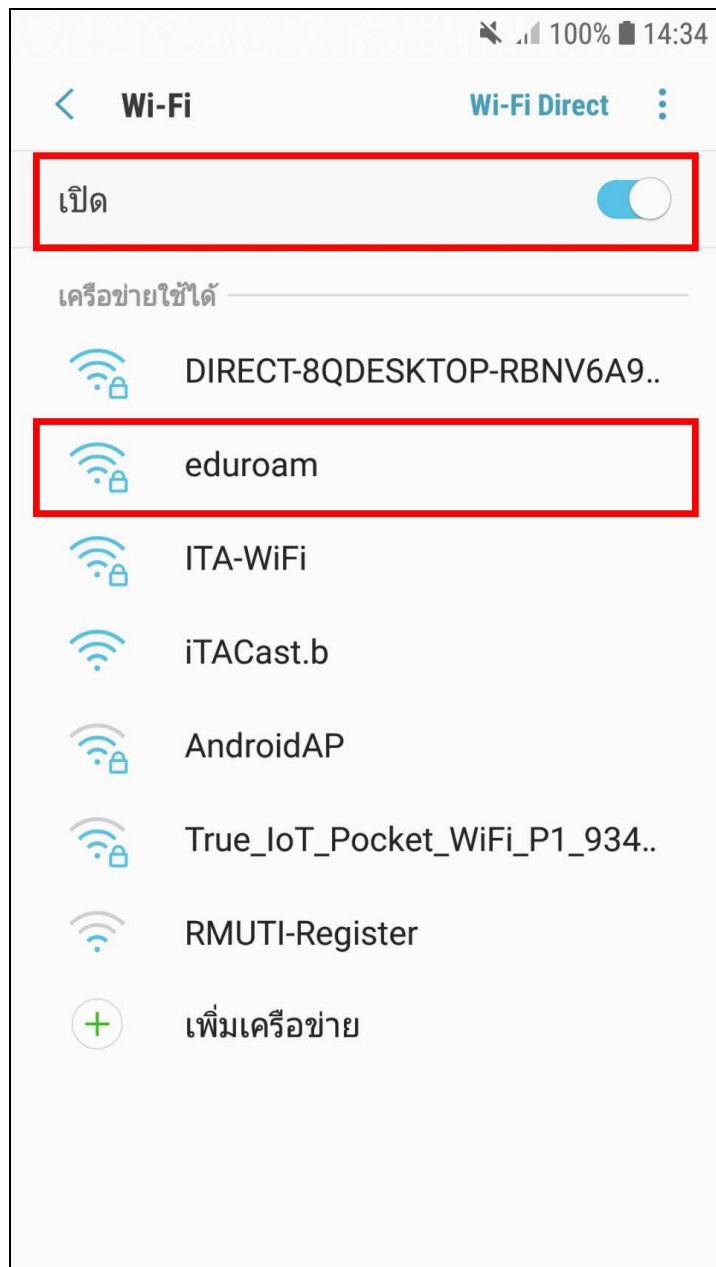 100% 14:34
Wi-Fi Wi-Fi Direct
เปิด
เครือข่ายใช้ได้
DIRECT-8QDESKTOP-RBNV6A9..
eduroam
ITA-WiFi
iTACast.b
AndroidAP
True_IoT_Pocket_WiFi_P1_934..
RMUTI-Register
เพิ่มเครือข่าย